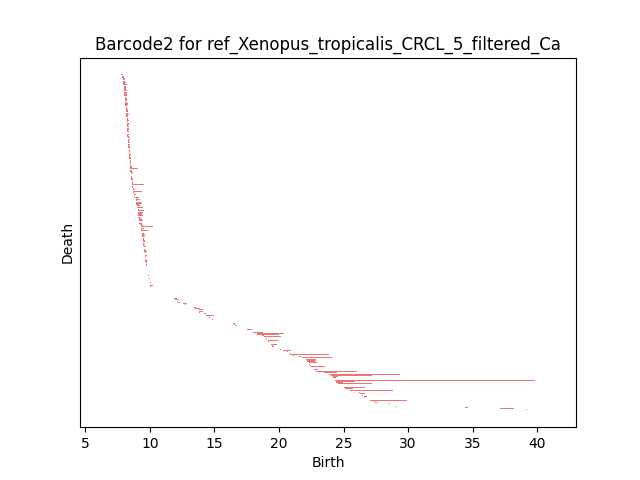 Barcode2 for ref_Xenopus_tropicalis_CRCL_5_filtered_Ca
Death
5 10 15 20 25 30 35 40
Birth